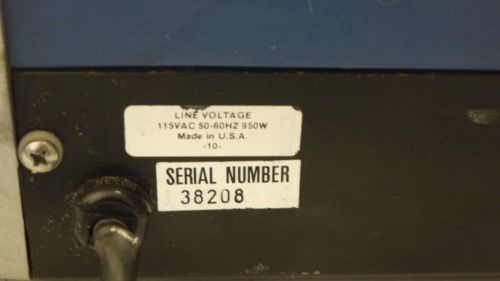 LINE VOLTAGE
115VAC 50-60HZ 950W
Made in U.S.A.
-10-
SERIAL NUMBER
38208